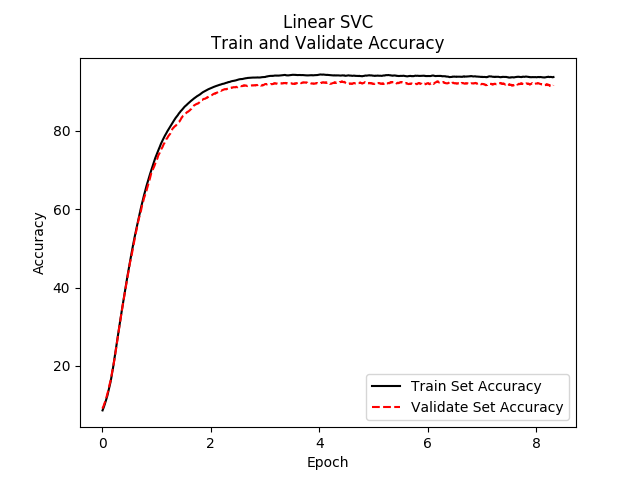 Linear SVC
Train and Validate Accuracy
Accuracy
80
60
40
20
0
2
4
6
8
Epoch
Train Set Accuracy
Validate Set Accuracy